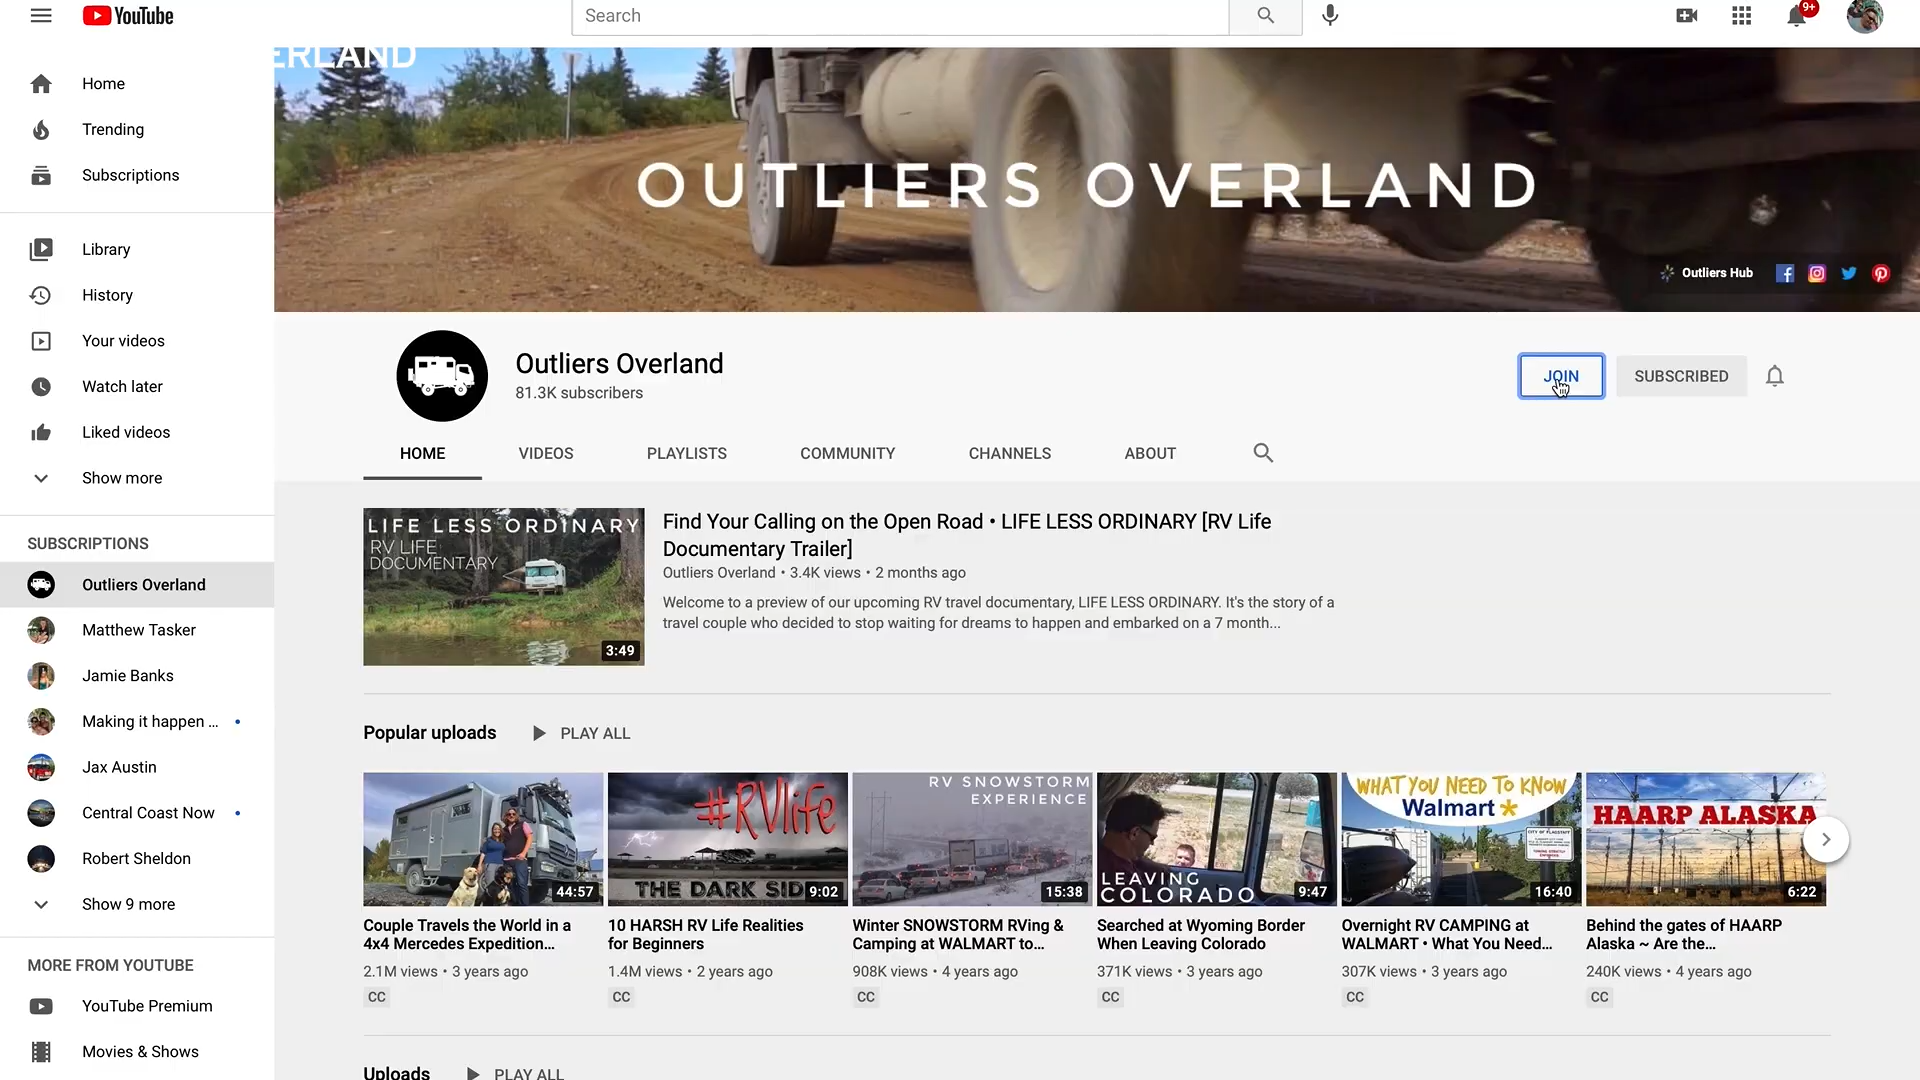 YouTube
Search
9+
Home
Trending
Subscriptions
Library
History
Your videos
Watch later
Liked videos
Show more
SUBSCRIPTIONS
Outliers Overland
Matthew Tasker
Jamie Banks
Making it happen ...
Jax Austin
Central Coast Now
Robert Sheldon
Show 9 more
MORE FROM YOUTUBE
YouTube Premium
Movies & Shows
ERLAND
OUTLIERS OVERLAND
Outliers Hub
Outliers Overland
81.3K subscribers
JOIN
SUBSCRIBED
HOME
VIDEOS
PLAYLISTS
COMMUNITY
CHANNELS
ABOUT
LIFE LESS ORDINARY
RV LIFE
DOCUMENTARY
3:49
Find Your Calling on the Open Road • LIFE LESS ORDINARY [RV Life
Documentary Trailer]
Outliers Overland • 3.4K views • 2 months ago
Welcome to a preview of our upcoming RV travel documentary, LIFE LESS ORDINARY. It's the story of a
travel couple who decided to stop waiting for dreams to happen and embarked on a 7 month...
Popular uploads
PLAY ALL
44:57
Couple Travels the World in a
4x4 Mercedes Expedition...
2.1M views • 3 years ago
CC
#RVlife
THE DARK SID
9:02
10 HARSH RV Life Realities
for Beginners
1.4M views • 2 years ago
CC
RV SNOWSTORM
EXPERIENCE
15:38
Winter SNOWSTORM RVing &
Camping at WALMART to...
908K views • 4 years ago
CC
LEAVING
COLORADO
9:47
Searched at Wyoming Border
When Leaving Colorado
371K views • 3 years ago
CC
WHAT YOU NEED TO KNOW
Walmart
16:40
Overnight RV CAMPING at
WALMART • What You Need...
307K views • 3 years ago
CC
HAARP ALASKA
6:22
Behind the gates of HAARP
Alaska ~ Are the...
240K views • 4 years ago
CC
Uploads
PLAY ALL